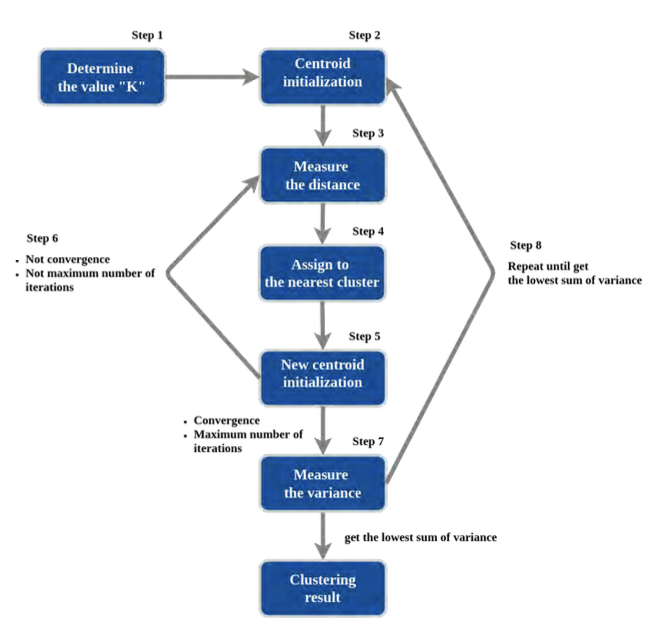 Step 1
Determine
the value "K"
Step 2
Centroid
initialization
Step 3
Measure
the distance
Step 4
Assign to
the nearest cluster
Step 5
New centroid
initialization
Step 6
• Not convergence
• Not maximum number of
iterations
• Convergence
• Maximum number of
iterations
Step 7
Measure
the variance
Step 8
Repeat until get
the lowest sum of variance
get the lowest sum of variance
Clustering
result